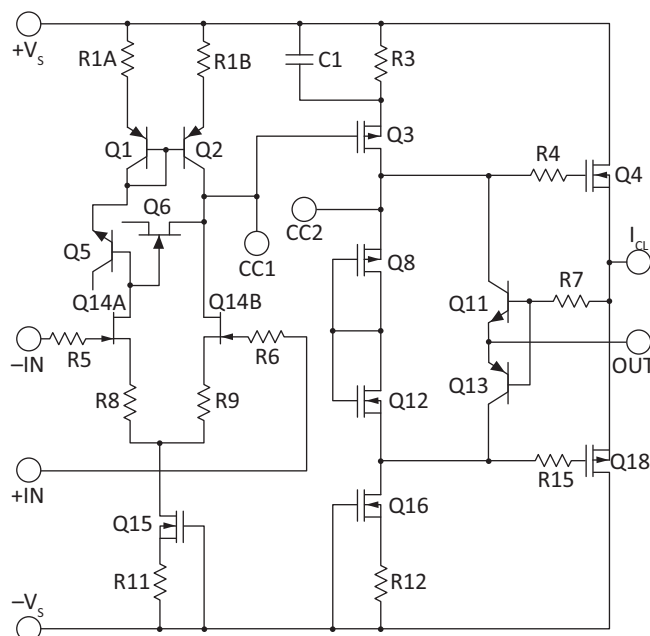 +Vs
R1A
R1B
C1
R3
Q1
Q2
Q3
R4
Q4
Q6
Q5
CC1
CC2
Q8
ICL
R7
Q11
Q14A
Q14B
–IN
R5
R6
OUT
R8
R9
Q12
Q13
+IN
R15
Q18
Q15
Q16
R11
R12
–Vs